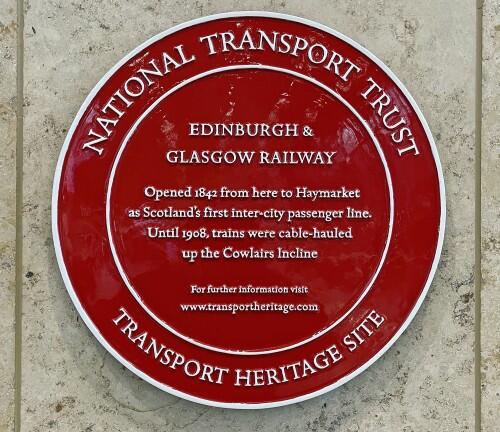 NATIONAL TRANSPORT TRUST
EDINBURGH &
GLASGOW RAILWAY
Opened 1842 from here to Haymarket
as Scotland's first inter-city passenger line.
Until 1908, trains were cable-hauled
up the Cowlairs Incline
For further information visit
www.transportheritage.com
TRANSPORT HERITAGE SITE